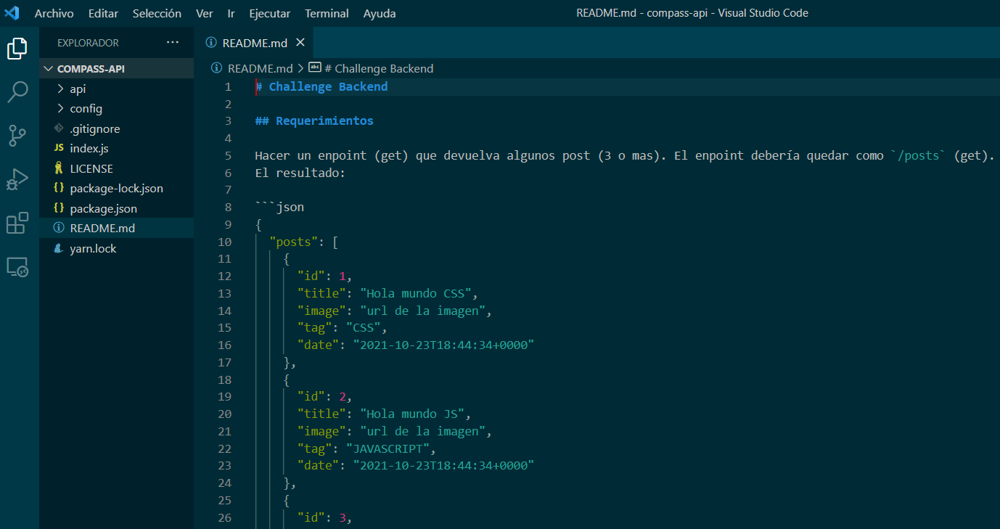 Archivo Editar Selección Ver Ir Ejecutar Terminal Ayuda README.md - compass-api - Visual Studio Code
EXPLORADOR ···
COMPASS-API
api
config
.gitignore
JS index.js
LICENSE
{} package-lock.json
{} package.json
README.md
yarn.lock
README.md ×
README.md > abc # Challenge Backend
1 # Challenge Backend
2
3 ## Requerimientos
4
5 Hacer un enpoint (get) que devuelva algunos post (3 o mas). El enpoint debería quedar como `/posts` (get).
6 El resultado:
7
8 ```json
9 {
10 "posts": [
11 {
12 "id": 1,
13 "title": "Hola mundo CSS",
14 "image": "url de la imagen",
15 "tag": "CSS",
16 "date": "2021-10-23T18:44:34+0000"
17 },
18 {
19 "id": 2,
20 "title": "Hola mundo JS",
21 "image": "url de la imagen",
22 "tag": "JAVASCRIPT",
23 "date": "2021-10-23T18:44:34+0000"
24 },
25 {
26 "id": 3,